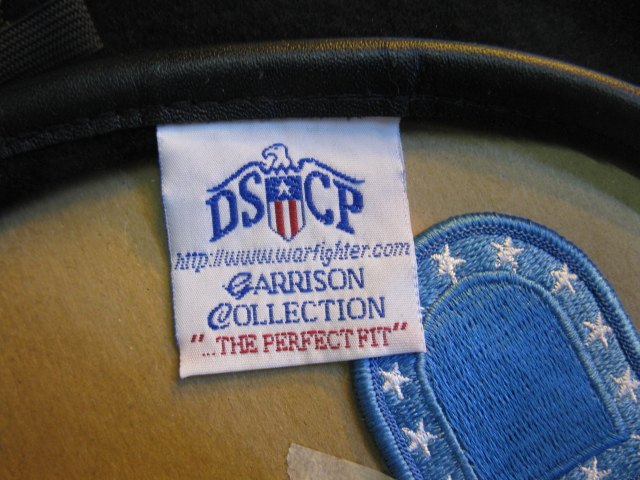 DSCP
http://www.warfighter.com
GARRISON
COLLECTION
"...THE PERFECT FIT"